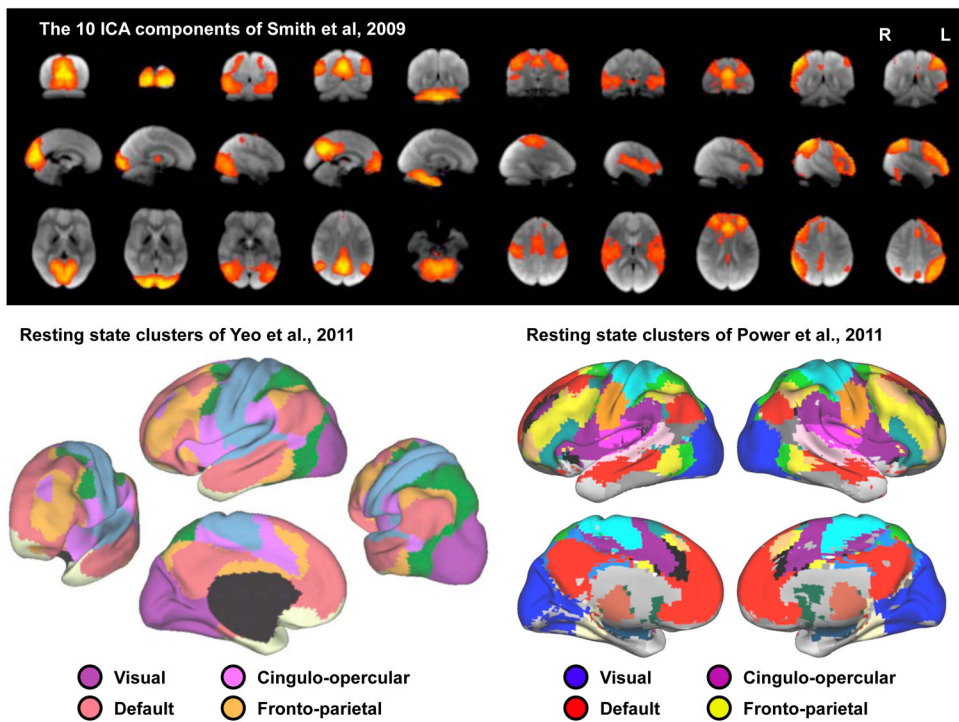 The 10 ICA components of Smith et al, 2009
R L
Resting state clusters of Yeo et al., 2011
Resting state clusters of Power et al., 2011
Visual
Cingulo-opercular
Default
Fronto-parietal
Visual
Cingulo-opercular
Default
Fronto-parietal